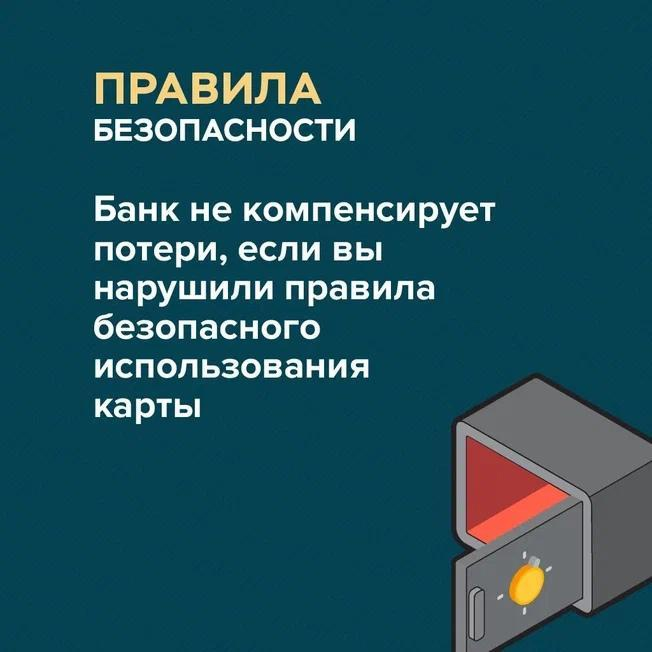 ПРАВИЛА
БЕЗОПАСНОСТИ
Банк не компенсирует
потери, если вы
нарушили правила
безопасного
использования
карты